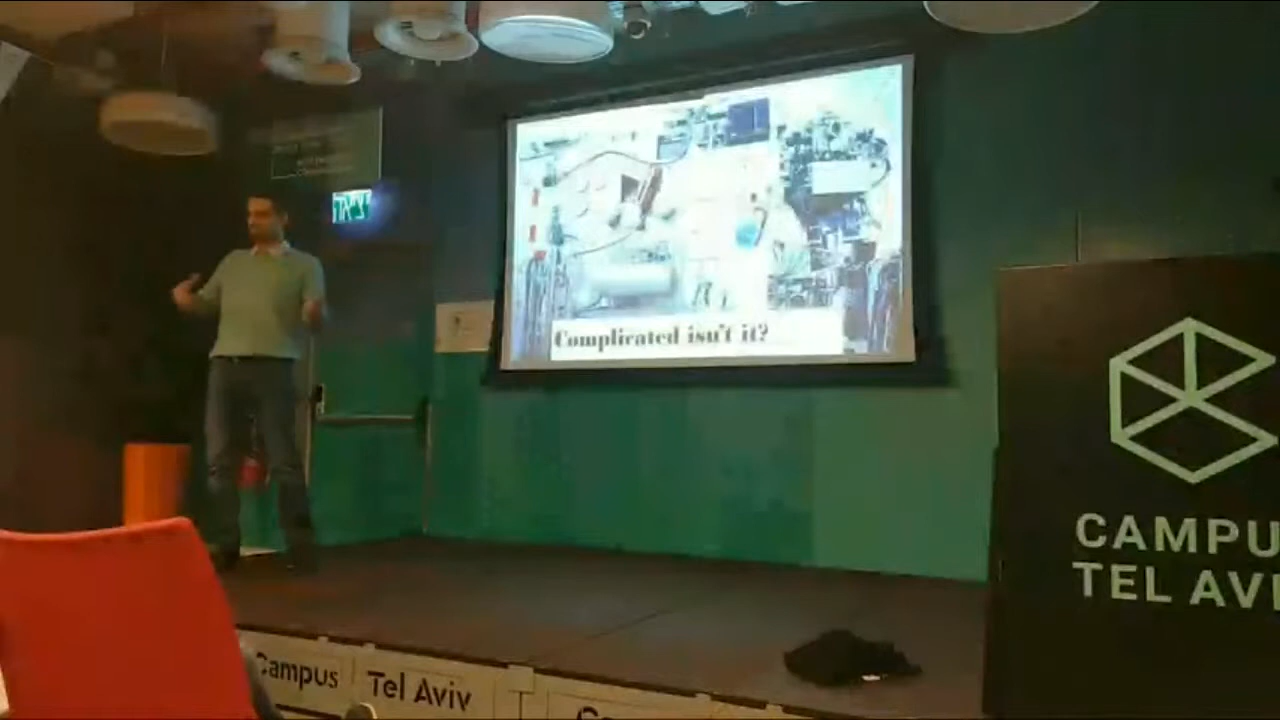 יציאה
Complicated isn't it?
CAMPU
TEL AVI
Campus
Tel Aviv